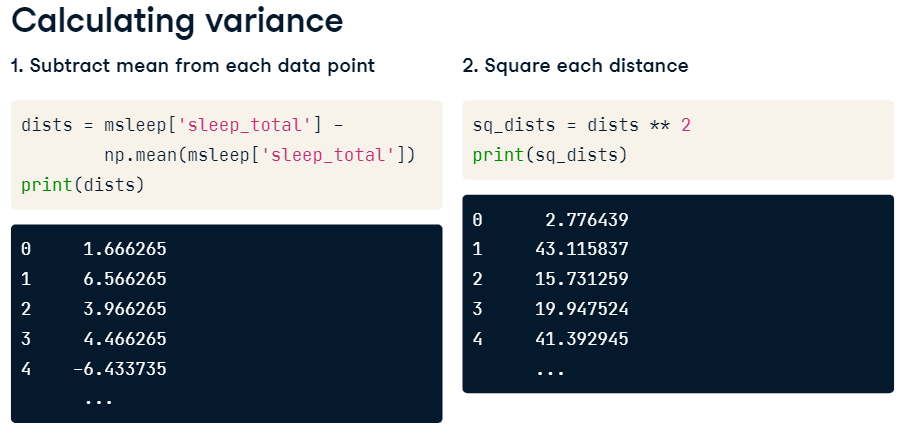 Calculating variance
1. Subtract mean from each data point
dists = msleep['sleep_total'] -
        np.mean(msleep['sleep_total'])
print(dists)
0     1.666265
1     6.566265
2     3.966265
3     4.466265
4    -6.433735
      ...
2. Square each distance
sq_dists = dists ** 2
print(sq_dists)
0      2.776439
1     43.115837
2     15.731259
3     19.947524
4     41.392945
      ...